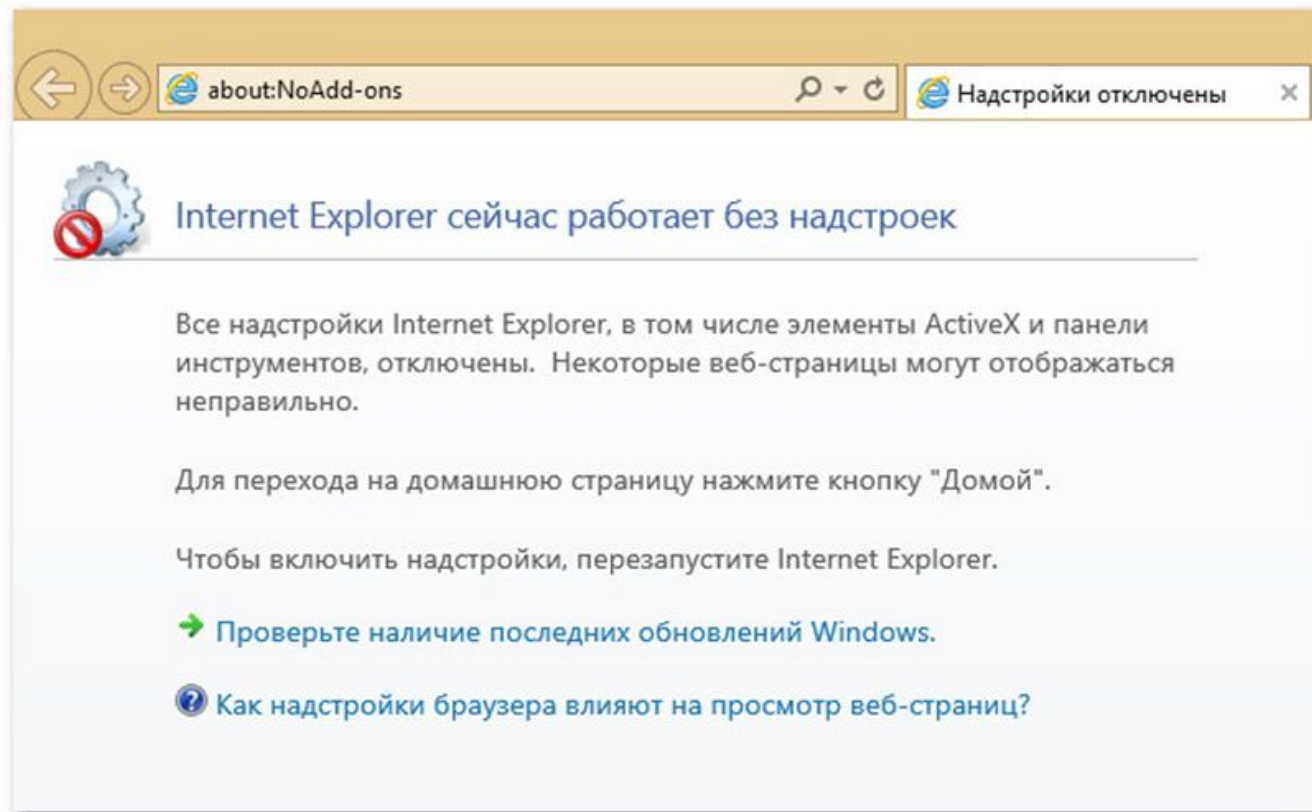 about:NoAdd-ons
Надстройки отключены
Internet Explorer сейчас работает без надстроек
Все надстройки Internet Explorer, в том числе элементы ActiveX и панели
инструментов, отключены.  Некоторые веб-страницы могут отображаться
неправильно.
Для перехода на домашнюю страницу нажмите кнопку "Домой".
Чтобы включить надстройки, перезапустите Internet Explorer.
Проверьте наличие последних обновлений Windows.
Как надстройки браузера влияют на просмотр веб-страниц?